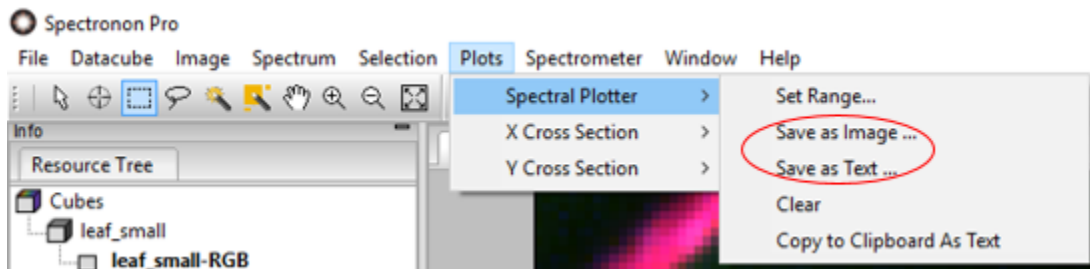 Spectronon Pro
File Datacube Image Spectrum Selection Plots Spectrometer Window Help
Info
Resource Tree
Cubes
leaf_small
leaf_small-RGB
Spectral Plotter >
X Cross Section >
Y Cross Section >
Set Range...
Save as Image ...
Save as Text ...
Clear
Copy to Clipboard As Text